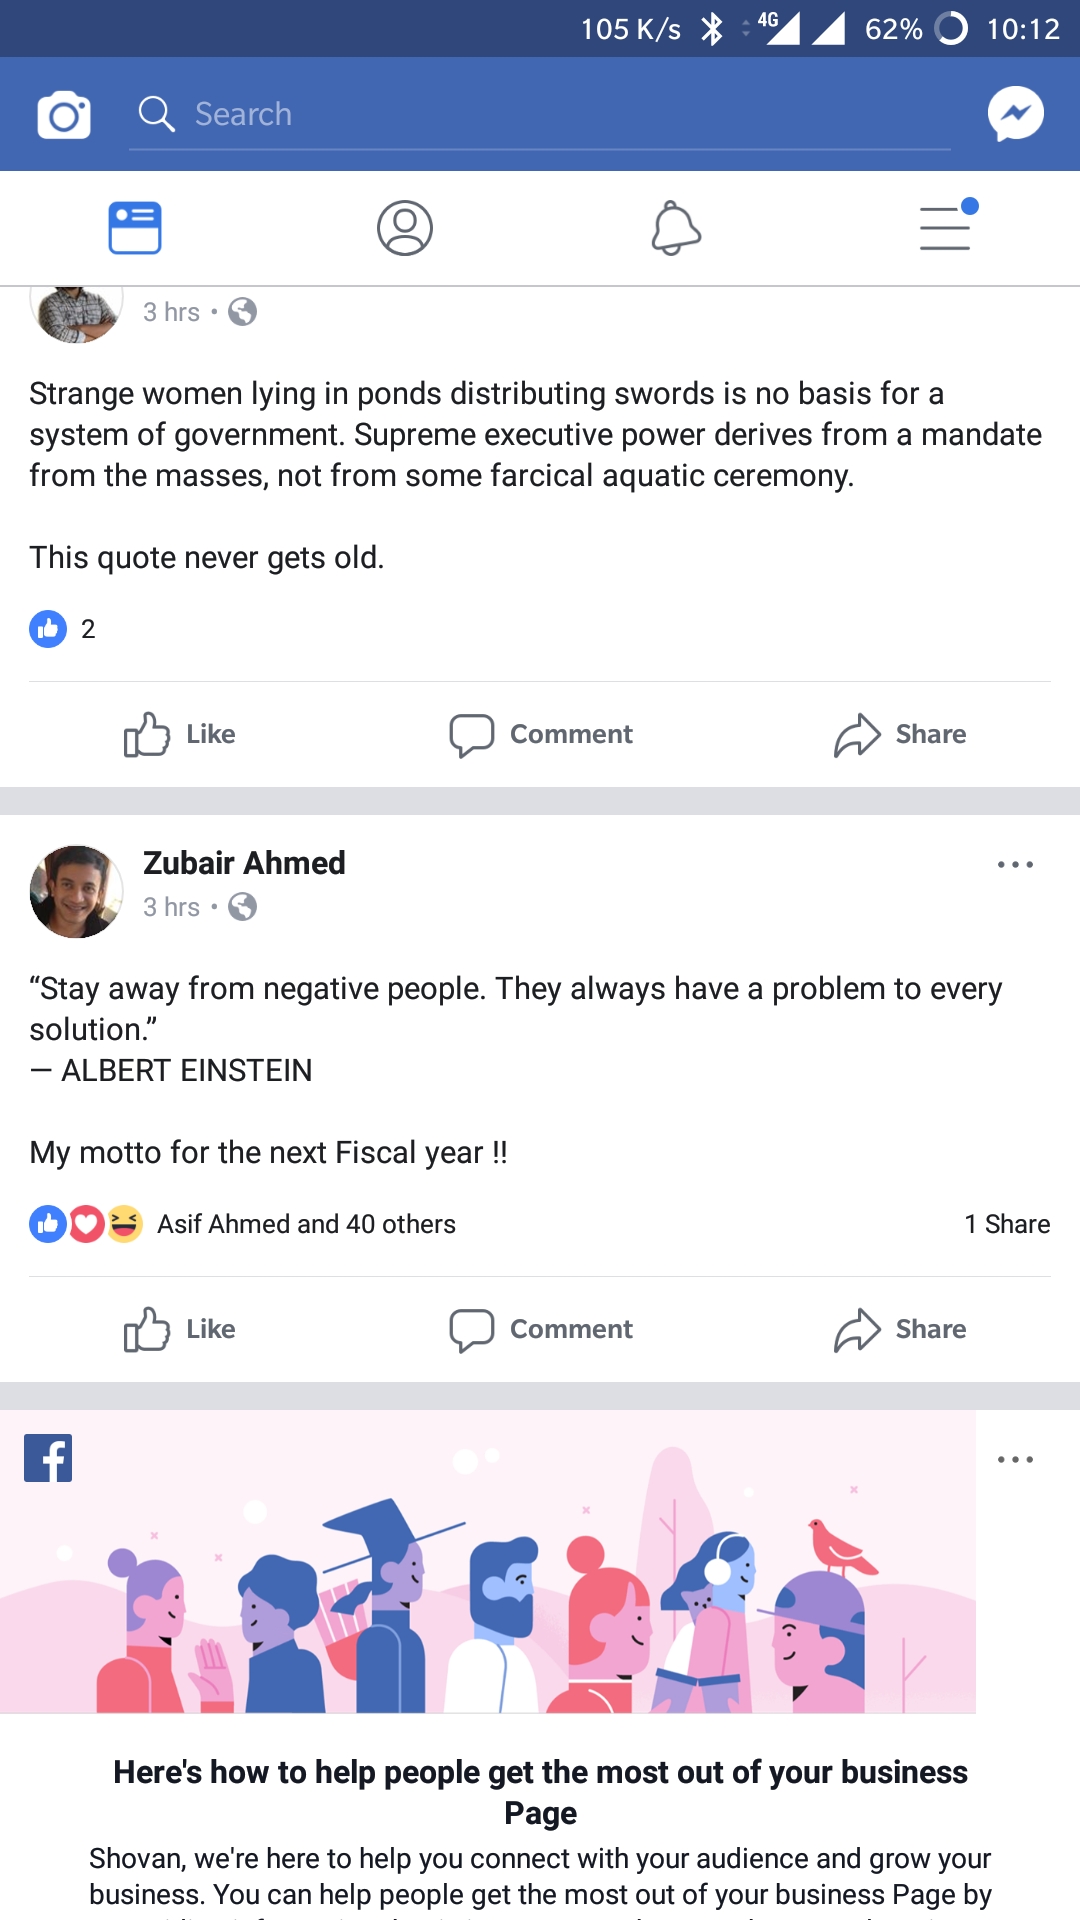 105 K/s 4G 62% 10:12
Search
3 hrs •
Strange women lying in ponds distributing swords is no basis for a
system of government. Supreme executive power derives from a mandate
from the masses, not from some farcical aquatic ceremony.
This quote never gets old.
2
Like Comment Share
Zubair Ahmed
3 hrs •
“Stay away from negative people. They always have a problem to every
solution.”
— ALBERT EINSTEIN
My motto for the next Fiscal year !!
Asif Ahmed and 40 others 1 Share
Like Comment Share
Here's how to help people get the most out of your business
Page
Shovan, we're here to help you connect with your audience and grow your
business. You can help people get the most out of your business Page by